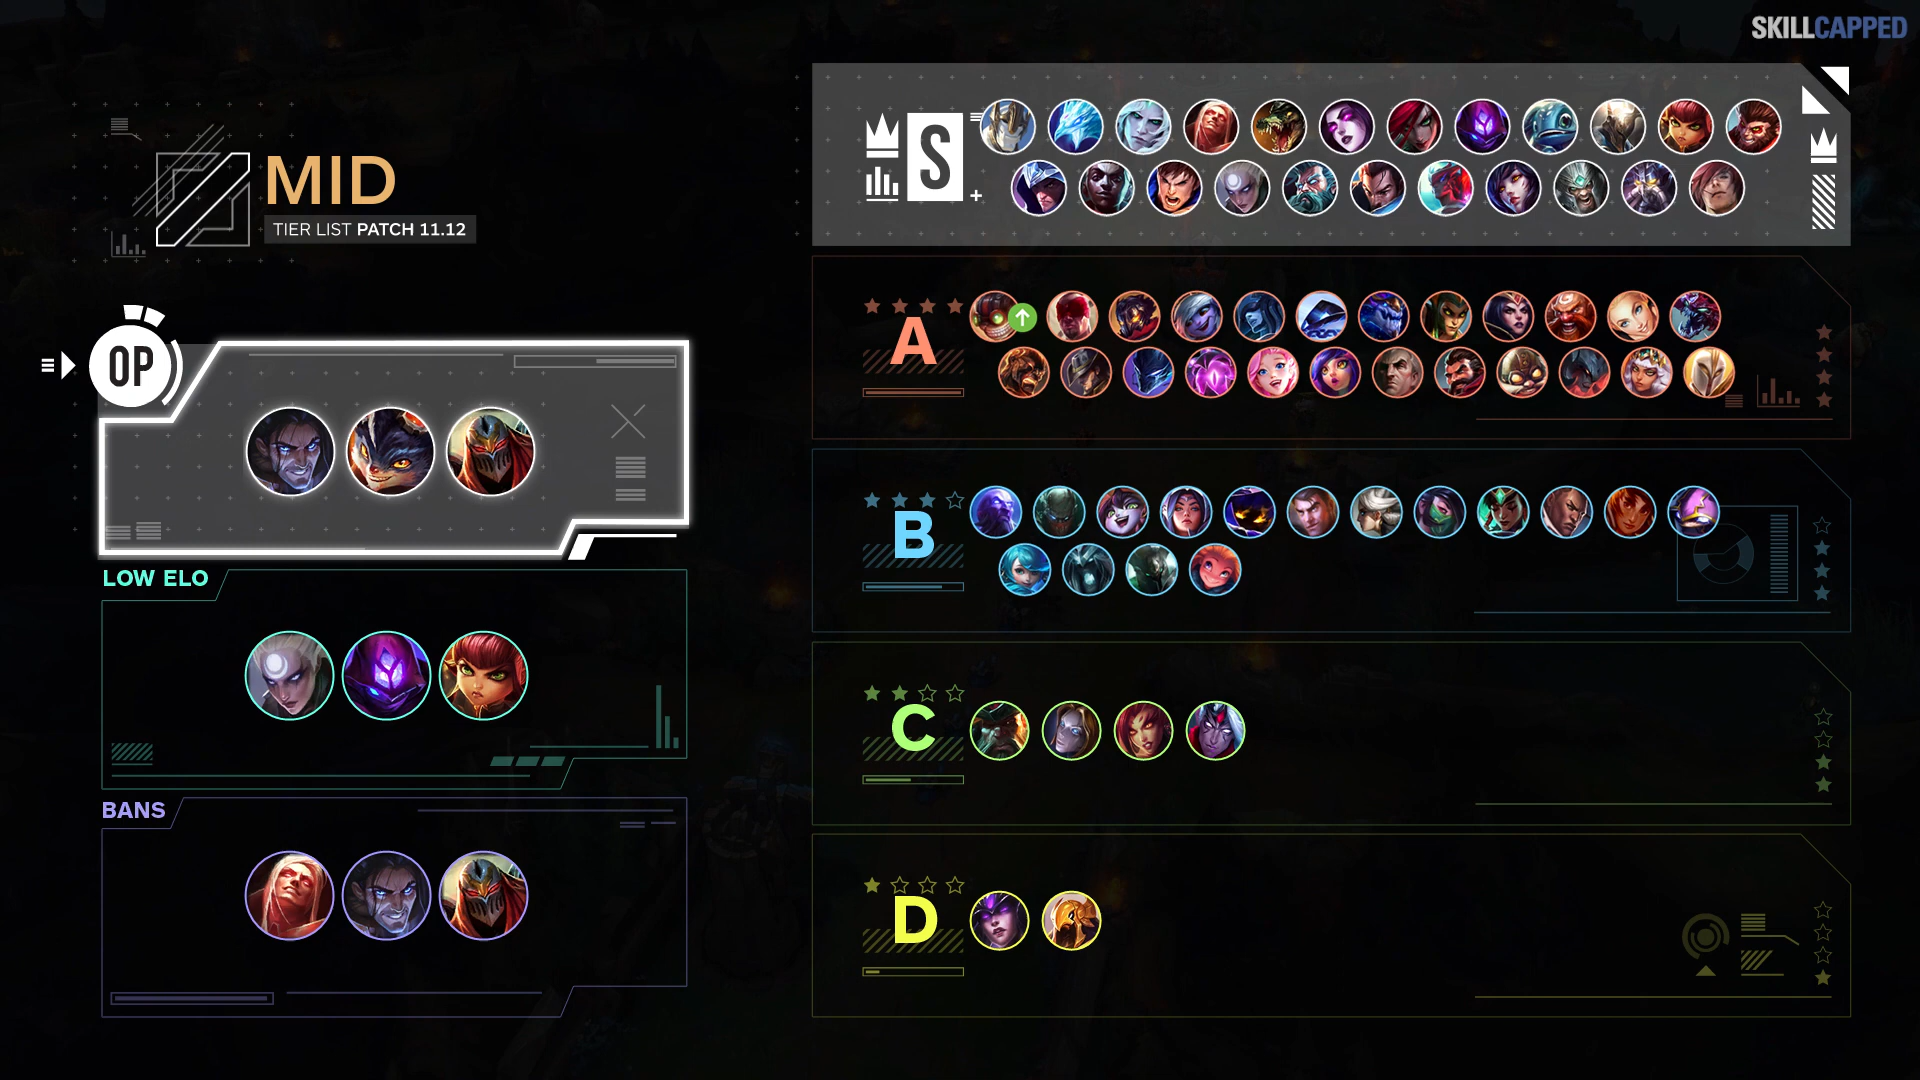 SKILLCAPPED
MID
TIER LIST PATCH 11.12
OP
LOW ELO
BANS
S
A
B
C
D